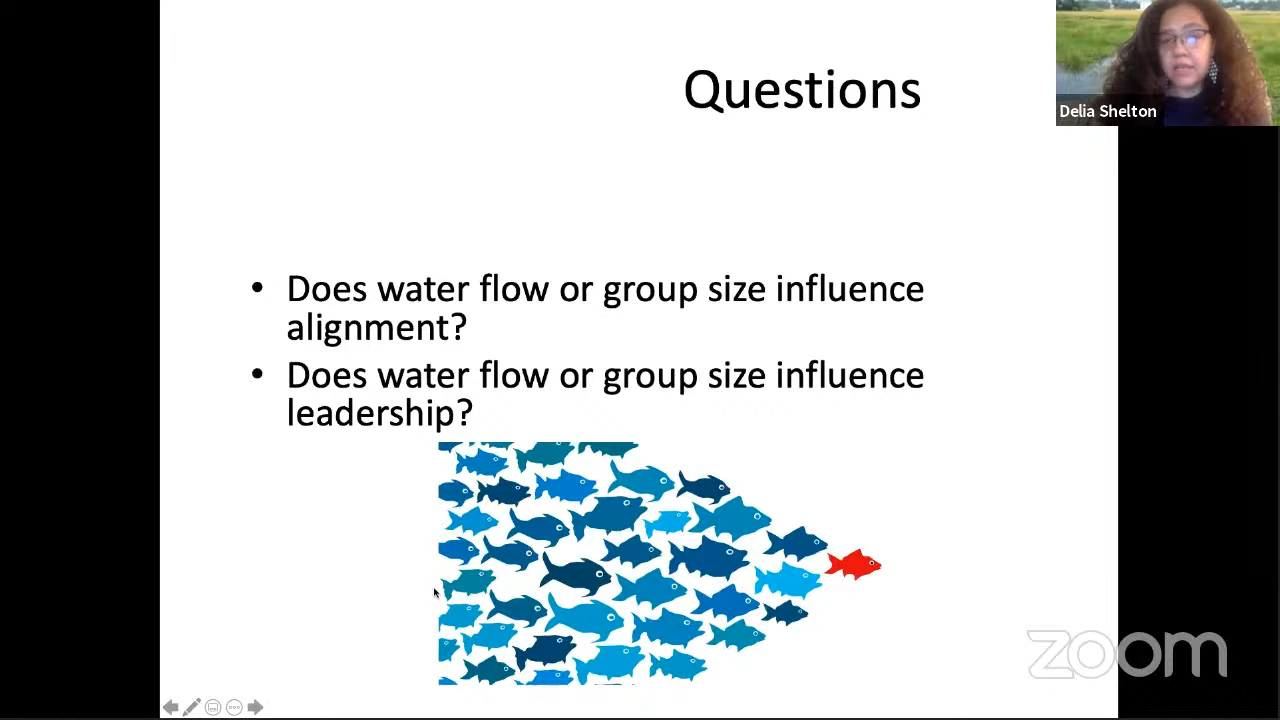 Questions
Delia Shelton
• Does water flow or group size influence
alignment?
• Does water flow or group size influence
leadership?
zoom